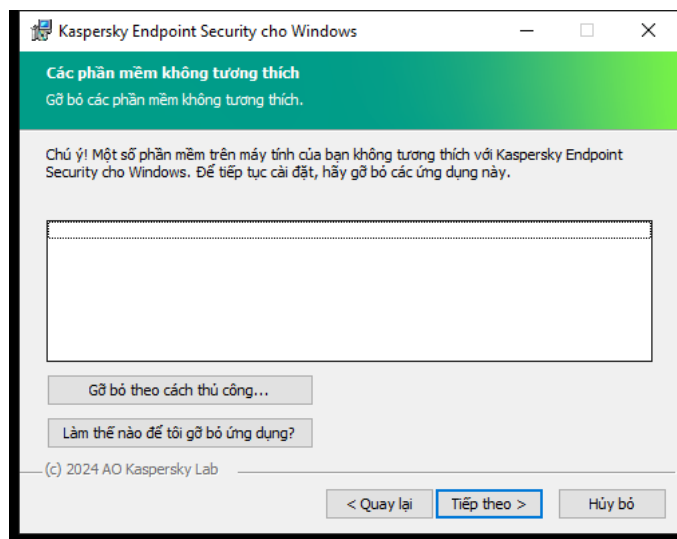 Kaspersky Endpoint Security cho Windows
Các phần mềm không tương thích
Gỡ bỏ các phần mềm không tương thích.
Chú ý! Một số phần mềm trên máy tính của bạn không tương thích với Kaspersky Endpoint
Security cho Windows. Để tiếp tục cài đặt, hãy gỡ bỏ các ứng dụng này.
Gỡ bỏ theo cách thủ công...
Làm thế nào để tôi gỡ bỏ ứng dụng?
(c) 2024 AO Kaspersky Lab
< Quay lại
Tiếp theo >
Hủy bỏ